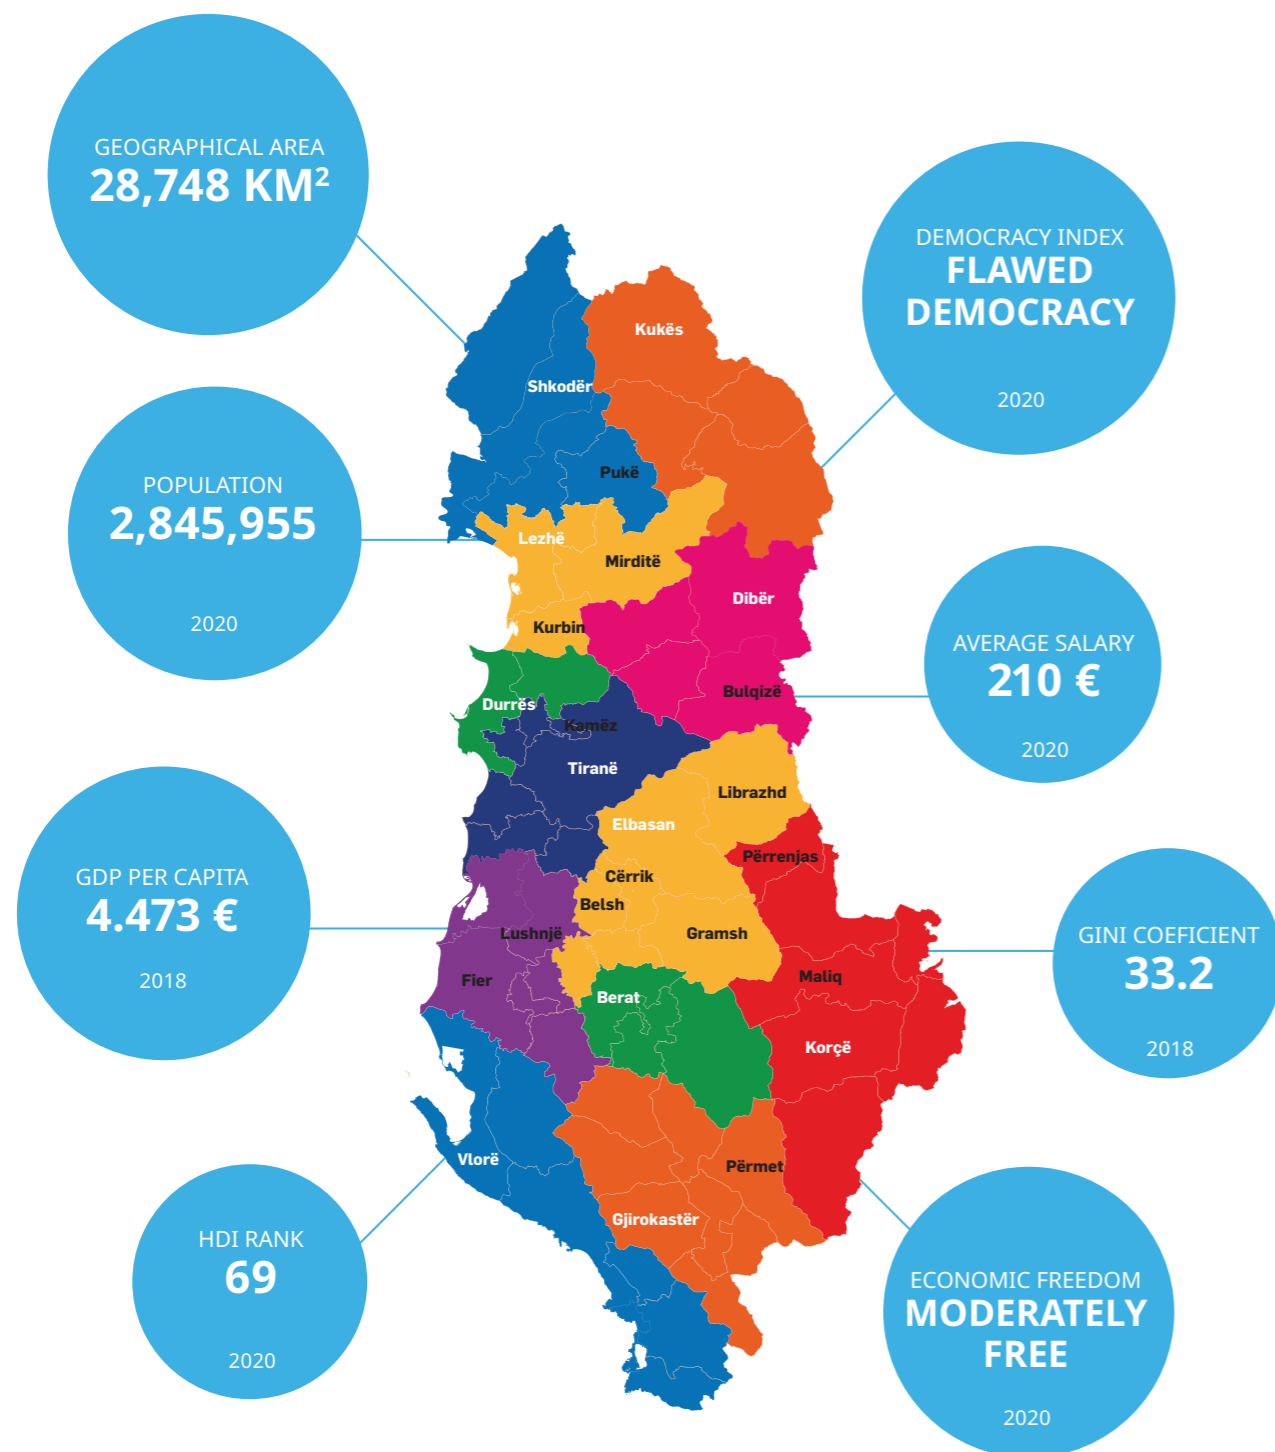 GEOGRAPHICAL AREA
28,748 KM²
DEMOCRACY INDEX
FLAWED
DEMOCRACY
2020
POPULATION
2,845,955
2020
AVERAGE SALARY
210 €
2020
GDP PER CAPITA
4.473 €
2018
GINI COEFICIENT
33.2
2018
HDI RANK
69
2020
ECONOMIC FREEDOM
MODERATELY
FREE
2020
Kukës
Shkodër
Pukë
Lezhë
Mirditë
Dibër
Kurbin
Bulqizë
Durrës
Kamëz
Tiranë
Librazhd
Elbasan
Përrenjas
Cërrik
Belsh
Lushnjë
Gramsh
Maliq
Fier
Berat
Korçë
Vlorë
Përmet
Gjirokastër